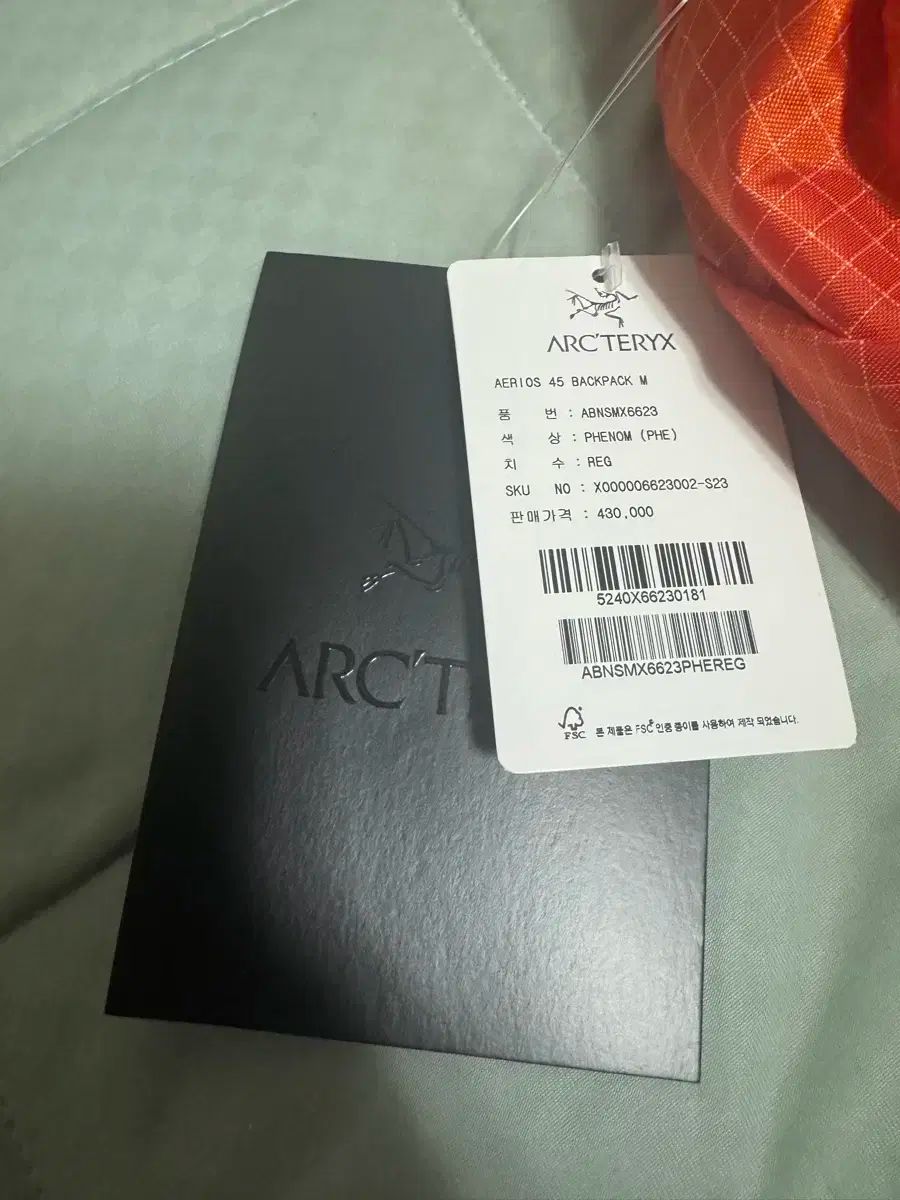 ARC'TERYX
AERIOS 45 BACKPACK M
품 번 : ABNSMX6623
색 상 : PHENOM (PHE)
치 수 : REG
SKU NO : X000006623002-S23
판매가격 : 430,000
5240X66230181
ABNSMX6623PHEREG
FSC 본 제품은 FSC® 인증 종이를 사용하여 제작 되었습니다.
ARC'T